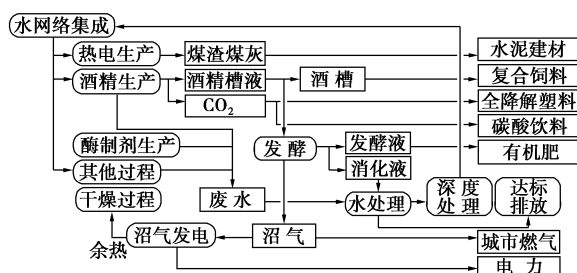 水网络集成
热电生产
煤渣煤灰
水泥建材
酒精生产
酒精槽液
酒槽
复合饲料
CO₂
全降解塑料
碳酸饮料
酶制剂生产
发酵
发酵液
有机肥
消化液
其他过程
干燥过程
废水
水处理
深度
处理
达标
排放
余热
沼气发电
沼气
城市燃气
电力